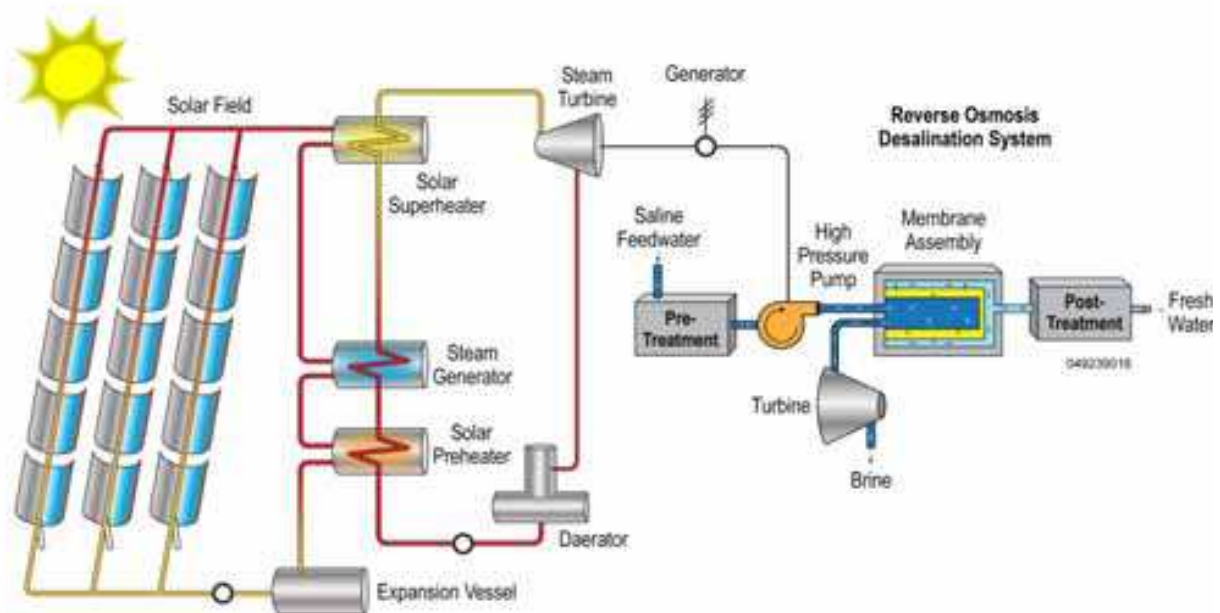 Solar Field
Steam
Turbine
Generator
Reverse Osmosis
Desalination System
Solar
Superheater
Saline
Feedwater
High
Pressure
Pump
Membrane
Assembly
Pre-
Treatment
Post-
Treatment
Fresh
Water
049239016
Steam
Generator
Turbine
Solar
Preheater
Brine
Daerator
Expansion Vessel